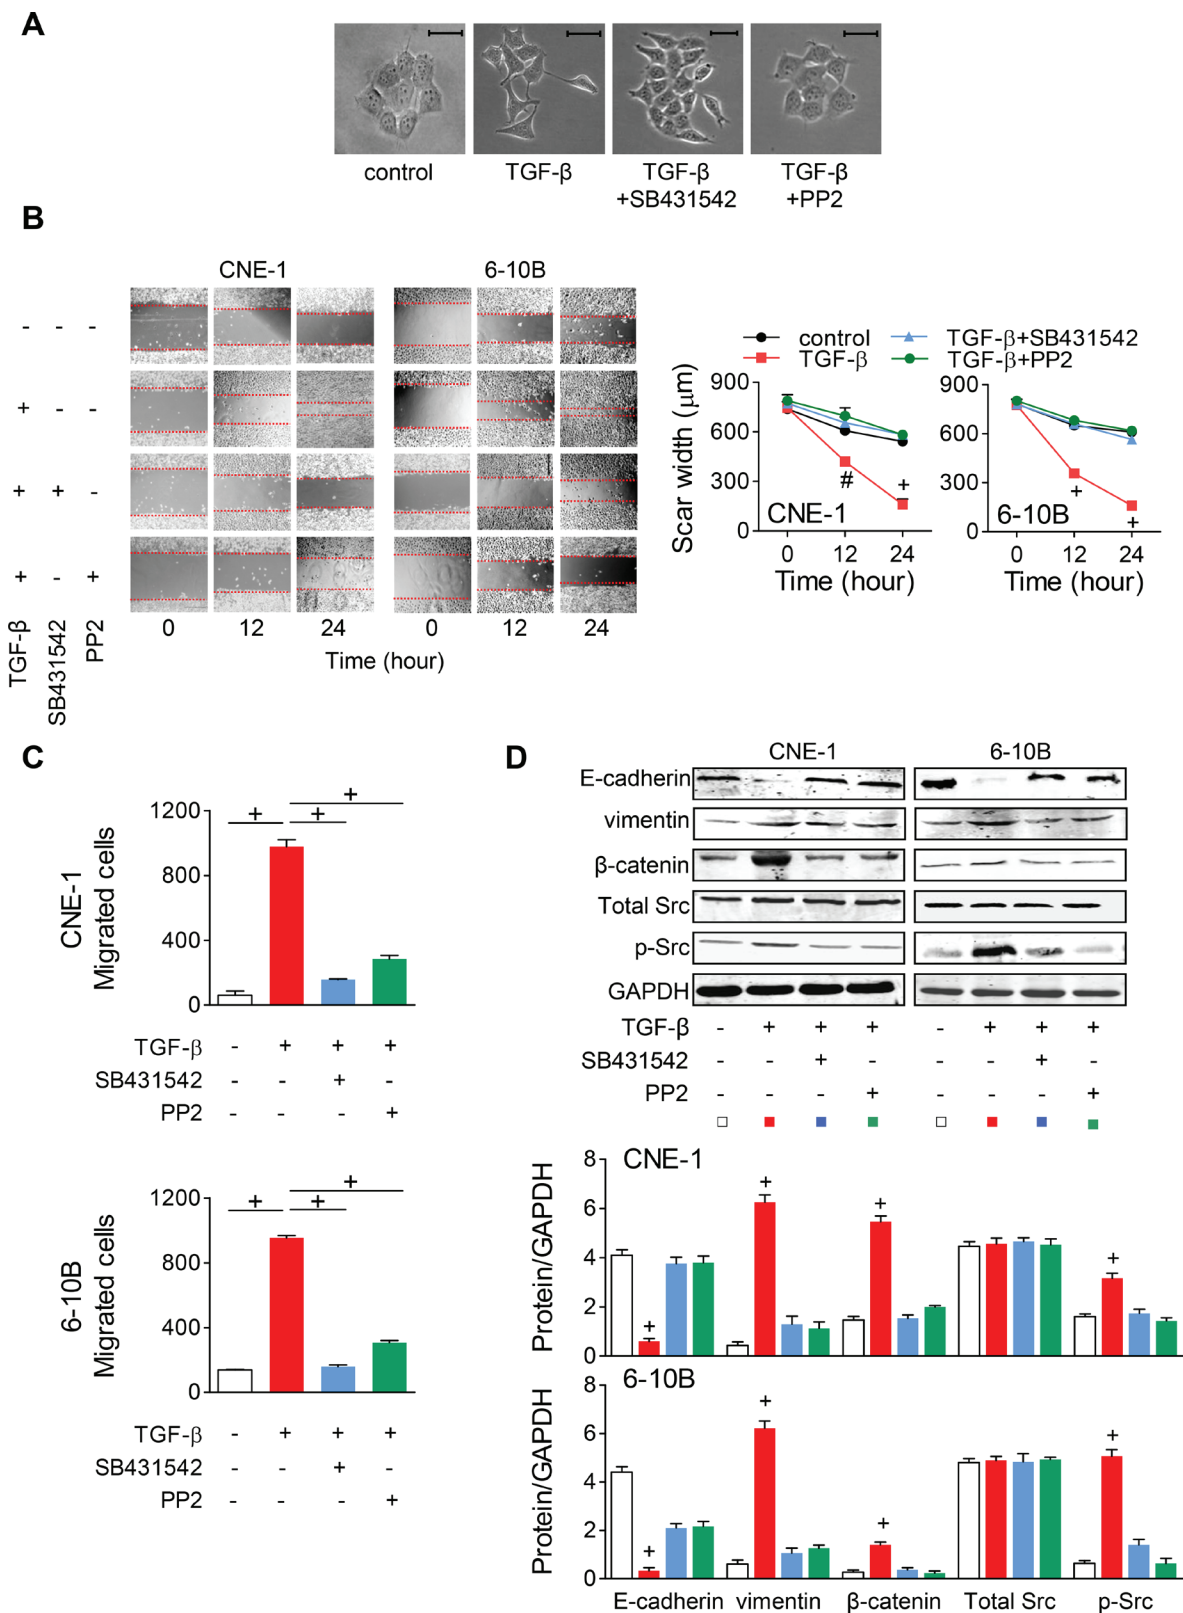 A
control
TGF-β
TGF-β
+SB431542
TGF-β
+PP2
B
CNE-1
6-10B
- - -
+ - -
+ + -
+ - +
TGF-β
SB431542
PP2
0 12 24 0 12 24
Time (hour)
control
TGF-β
TGF-β+SB431542
TGF-β+PP2
Scar width (μm)
900
600
300
0
#
+
CNE-1
0 12 24
Time (hour)
900
600
300
0
+
+
6-10B
0 12 24
Time (hour)
C
CNE-1
Migrated cells
1200
800
400
0
+ + +
TGF-β - + + +
SB431542 - - + -
PP2 - - - +
6-10B
Migrated cells
1200
800
400
0
+ + +
TGF-β - + + +
SB431542 - - + -
PP2 - - - +
D
CNE-1 6-10B
E-cadherin
vimentin
β-catenin
Total Src
p-Src
GAPDH
TGF-β - + + + - + + +
SB431542 - - + - - - + -
PP2 - - - + - - - +
Protein/GAPDH
8
6
4
2
0
CNE-1
+ + + +
Protein/GAPDH
8
6
4
2
0
6-10B
+ + + +
E-cadherin vimentin β-catenin Total Src p-Src